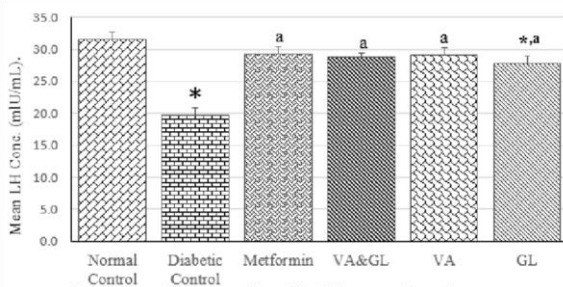 Mean LH Conc. (mIU/mL).
35.0
30.0
25.0
20.0
15.0
10.0
5.0
0.0
*
a
a
a
*,a
Normal Control
Diabetic Control
Metformin
VA&GL
VA
GL